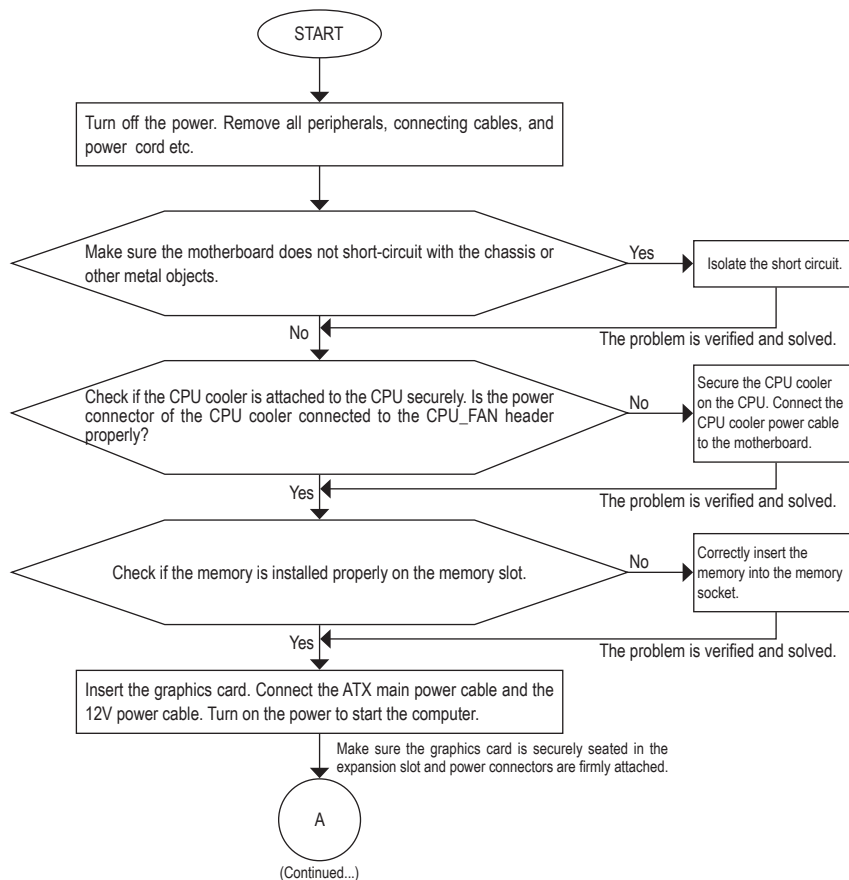 START
Turn off the power. Remove all peripherals, connecting cables, and
power cord etc.
Make sure the motherboard does not short-circuit with the chassis or
other metal objects.
Yes
Isolate the short circuit.
No
The problem is verified and solved.
Check if the CPU cooler is attached to the CPU securely. Is the power
connector of the CPU cooler connected to the CPU_FAN header
properly?
No
Secure the CPU cooler
on the CPU. Connect the
CPU cooler power cable
to the motherboard.
Yes
The problem is verified and solved.
Check if the memory is installed properly on the memory slot.
No
Correctly insert the
memory into the memory
socket.
Yes
The problem is verified and solved.
Insert the graphics card. Connect the ATX main power cable and the
12V power cable. Turn on the power to start the computer.
Make sure the graphics card is securely seated in the
expansion slot and power connectors are firmly attached.
A
(Continued...)